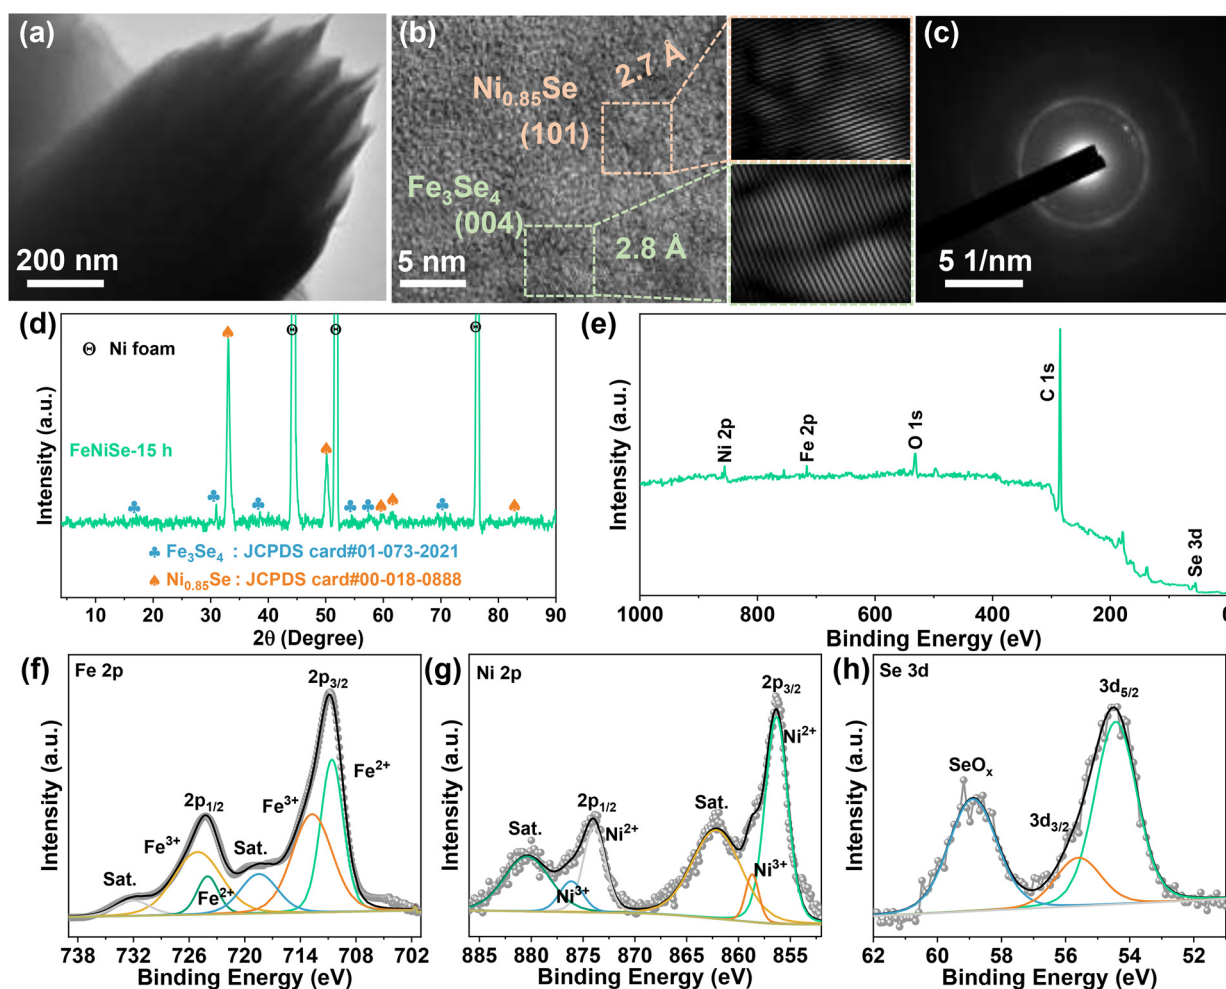 (a)
200 nm
(b)
Ni0.85Se
(101)
2.7 Å
Fe3Se4
(004)
2.8 Å
5 nm
(c)
5 1/nm
(d)
Θ Ni foam
FeNiSe-15 h
Θ Θ Θ
♣ Fe3Se4 : JCPDS card#01-073-2021
♠ Ni0.85Se : JCPDS card#00-018-0888
Intensity (a.u.)
10 20 30 40 50 60 70 80 90
2θ (Degree)
(e)
Ni 2p
Fe 2p
O 1s
C 1s
Se 3d
Intensity (a.u.)
1000 800 600 400 200 0
Binding Energy (eV)
(f)
Fe 2p
2p3/2
Fe2+
Fe3+
2p1/2
Sat.
Fe3+
Fe2+
Sat.
Intensity (a.u.)
738 732 726 720 714 708 702
Binding Energy (eV)
(g)
Ni 2p
2p3/2
Ni2+
Ni3+
Sat.
2p1/2
Ni2+
Ni3+
Sat.
Intensity (a.u.)
885 880 875 870 865 860 855
Binding Energy (eV)
(h)
Se 3d
3d5/2
3d3/2
SeOx
Intensity (a.u.)
62 60 58 56 54 52
Binding Energy (eV)